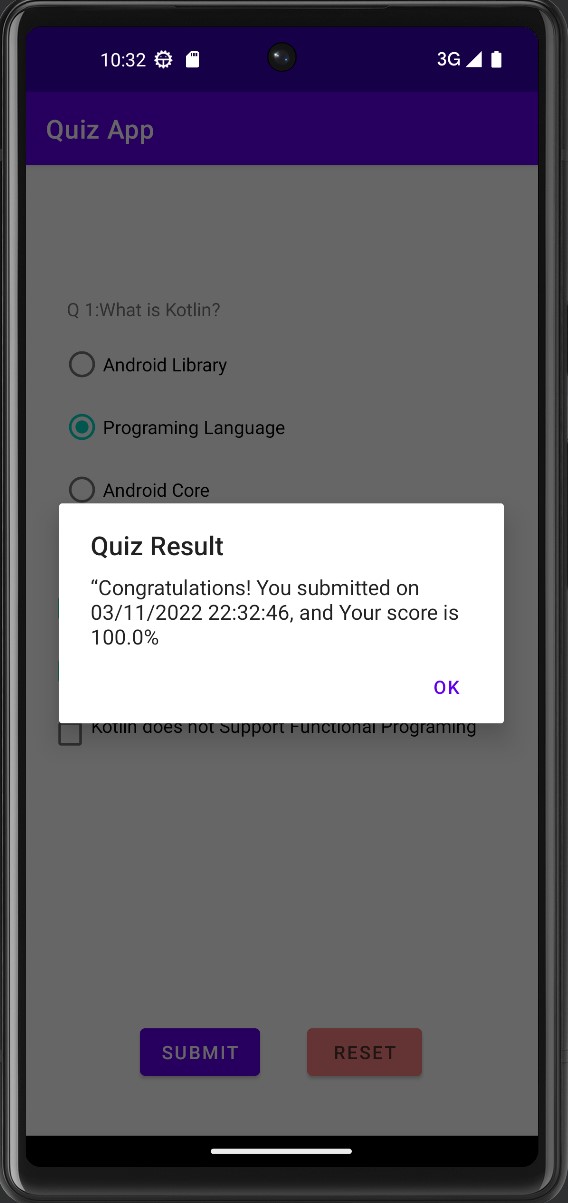 10:32
3G
Quiz App
Q 1:What is Kotlin?
Android Library
Programing Language
Android Core
Quiz Result
“Congratulations! You submitted on
03/11/2022 22:32:46, and Your score is
100.0%
OK
Kotlin does not Support Functional Programing
SUBMIT
RESET